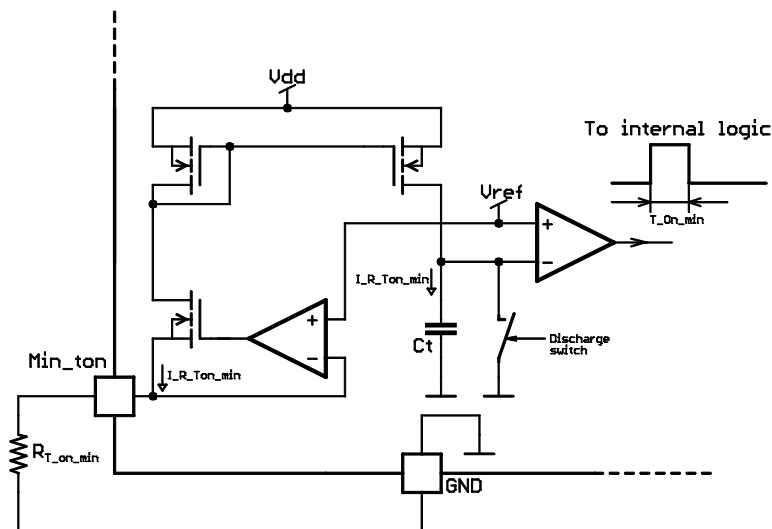 Vdd
To internal logic
Vref
T_On_min
+
−
I_R_Ton_min
+
−
Ct
Discharge
switch
Min_ton
I_R_Ton_min
RT_on_min
GND